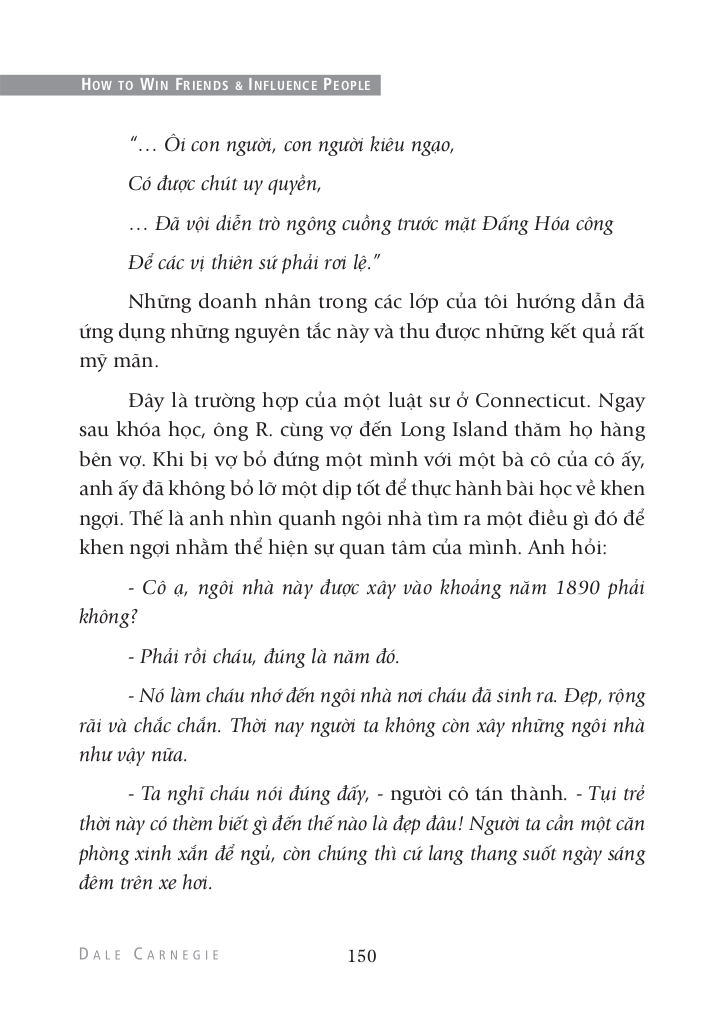 HOW TO WIN FRIENDS & INFLUENCE PEOPLE
“… Ôi con người, con người kiêu ngạo,
Có được chút uy quyền,
… Đã vội diễn trò ngông cuồng trước mặt Đấng Hóa công
Để các vị thiên sứ phải rơi lệ.”
Những doanh nhân trong các lớp của tôi hướng dẫn đã
ứng dụng những nguyên tắc này và thu được những kết quả rất
mỹ mãn.
Đây là trường hợp của một luật sư ở Connecticut. Ngay
sau khóa học, ông R. cùng vợ đến Long Island thăm họ hàng
bên vợ. Khi bị vợ bỏ đứng một mình với một bà cô của cô ấy,
anh ấy đã không bỏ lỡ một dịp tốt để thực hành bài học về khen
ngợi. Thế là anh nhìn quanh ngôi nhà tìm ra một điều gì đó để
khen ngợi nhằm thể hiện sự quan tâm của mình. Anh hỏi:
- Cô ạ, ngôi nhà này được xây vào khoảng năm 1890 phải
không?
- Phải rồi cháu, đúng là năm đó.
- Nó làm cháu nhớ đến ngôi nhà nơi cháu đã sinh ra. Đẹp, rộng
rãi và chắc chắn. Thời nay người ta không còn xây những ngôi nhà
như vậy nữa.
- Ta nghĩ cháu nói đúng đấy, - người cô tán thành. - Tụi trẻ
thời này có thèm biết gì đến thế nào là đẹp đâu! Người ta cần một căn
phòng xinh xắn để ngủ, còn chúng thì cứ lang thang suốt ngày sáng
đêm trên xe hơi.
DALE CARNEGIE
150